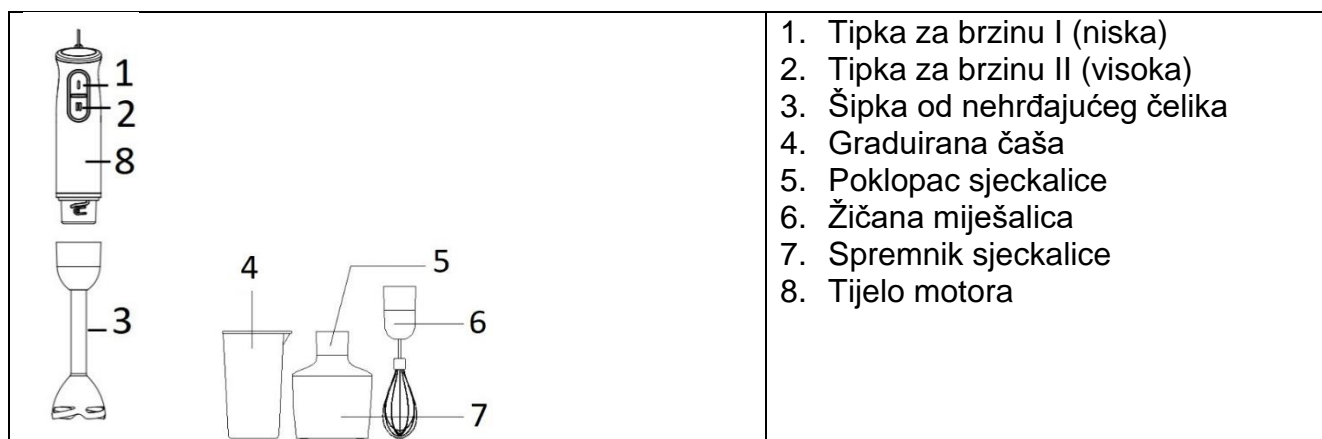 1
2
8
3
4
5
6
7
1. Tipka za brzinu I (niska)
2. Tipka za brzinu II (visoka)
3. Šipka od nehrđajućeg čelika
4. Graduirana čaša
5. Poklopac sjeckalice
6. Žičana miješalica
7. Spremnik sjeckalice
8. Tijelo motora